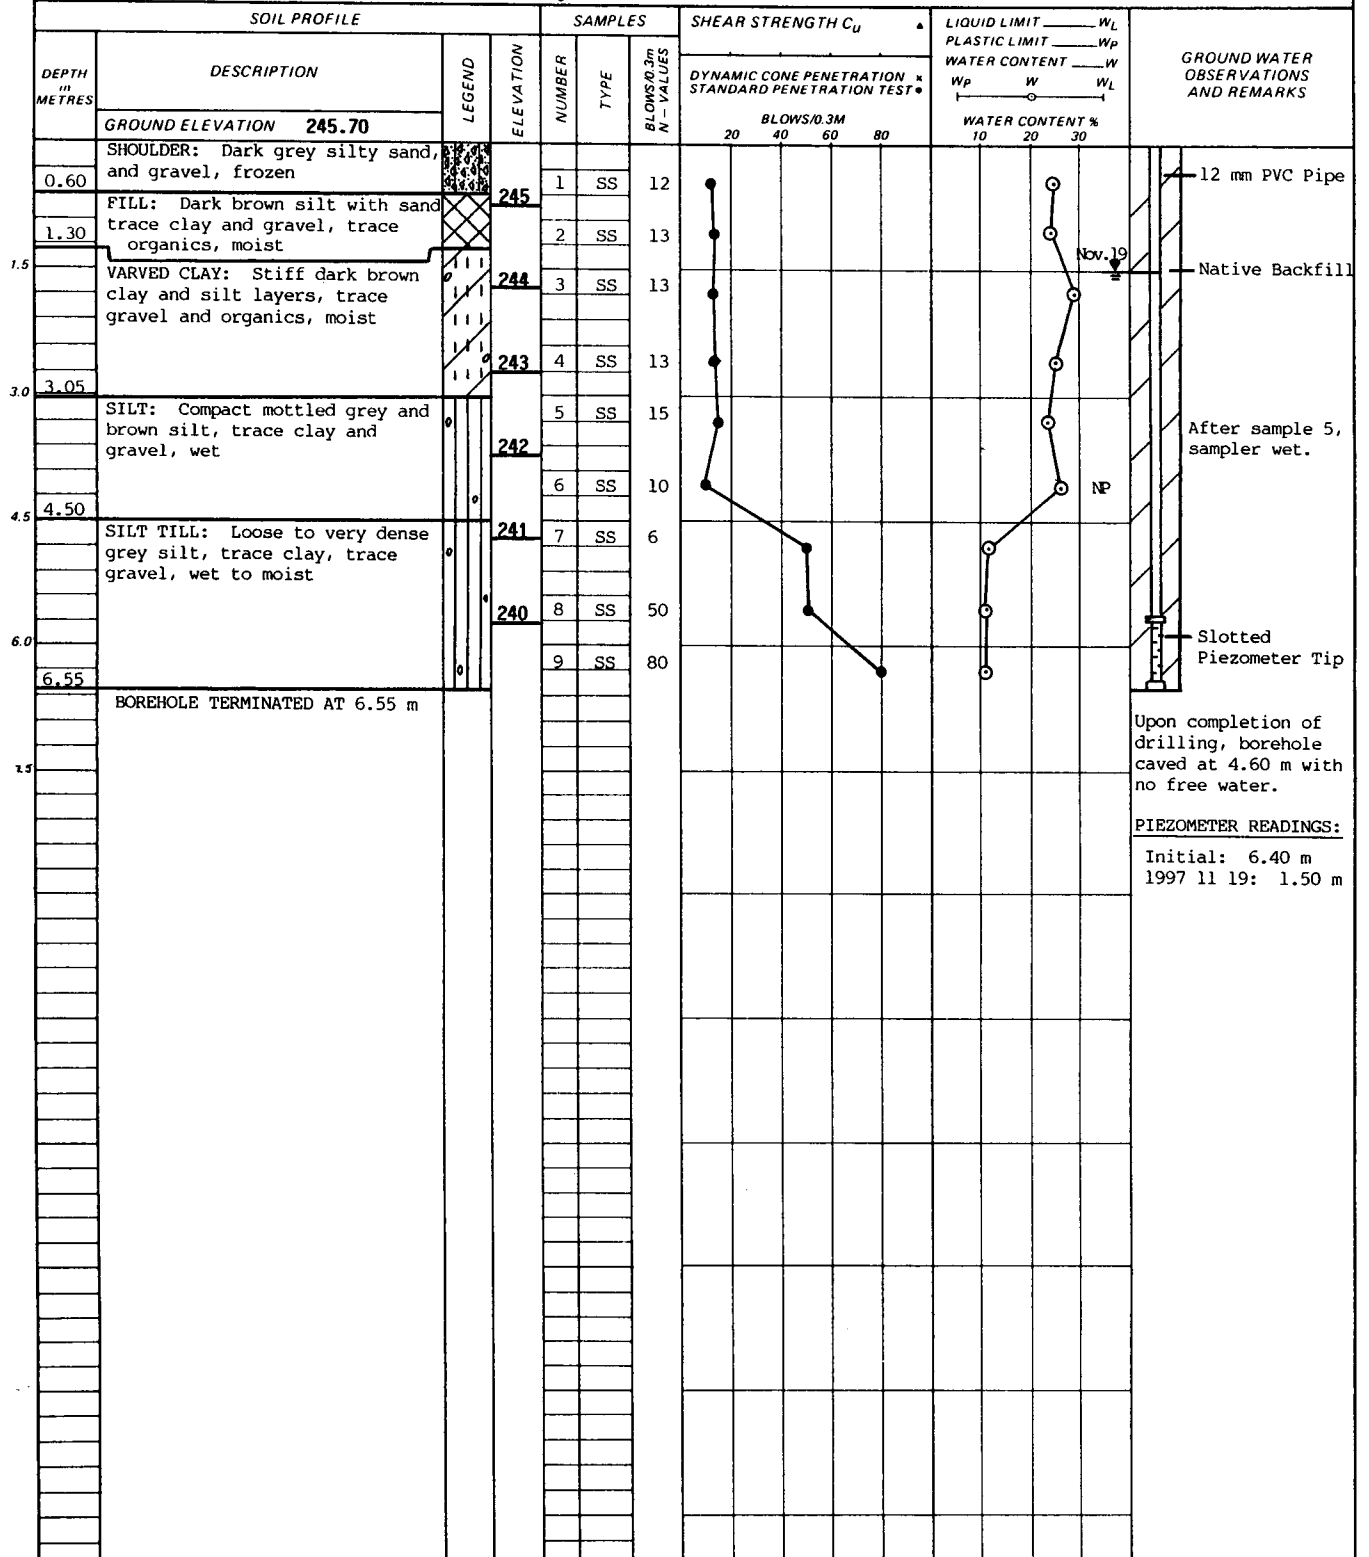 SOIL PROFILE
SAMPLES
SHEAR STRENGTH Cu
LIQUID LIMIT WL
PLASTIC LIMIT WP
WATER CONTENT W
WP W WL
GROUND WATER
OBSERVATIONS
AND REMARKS
DEPTH
in
METRES
DESCRIPTION
LEGEND
ELEVATION
NUMBER
TYPE
BLOWS/0.3m
N – VALUES
DYNAMIC CONE PENETRATION ×
STANDARD PENETRATION TEST ●
GROUND ELEVATION 245.70
BLOWS/0.3M
WATER CONTENT %
20 40 60 80
10 20 30
SHOULDER: Dark grey silty sand,
and gravel, frozen
0.60
245
1 SS 12
12 mm PVC Pipe
FILL: Dark brown silt with sand
trace clay and gravel, trace
organics, moist
1.30
2 SS 13
Nov.19
1.5
VARVED CLAY: Stiff dark brown
clay and silt layers, trace
gravel and organics, moist
244
3 SS 13
Native Backfill
243
4 SS 13
3.0
3.05
SILT: Compact mottled grey and
brown silt, trace clay and
gravel, wet
5 SS 15
After sample 5,
sampler wet.
242
6 SS 10
NP
4.50
4.5
SILT TILL: Loose to very dense
grey silt, trace clay, trace
gravel, wet to moist
241
7 SS 6
240
8 SS 50
6.0
Slotted
Piezometer Tip
9 SS 80
6.55
BOREHOLE TERMINATED AT 6.55 m
7.5
Upon completion of
drilling, borehole
caved at 4.60 m with
no free water.
PIEZOMETER READINGS:
Initial: 6.40 m
1997 11 19: 1.50 m